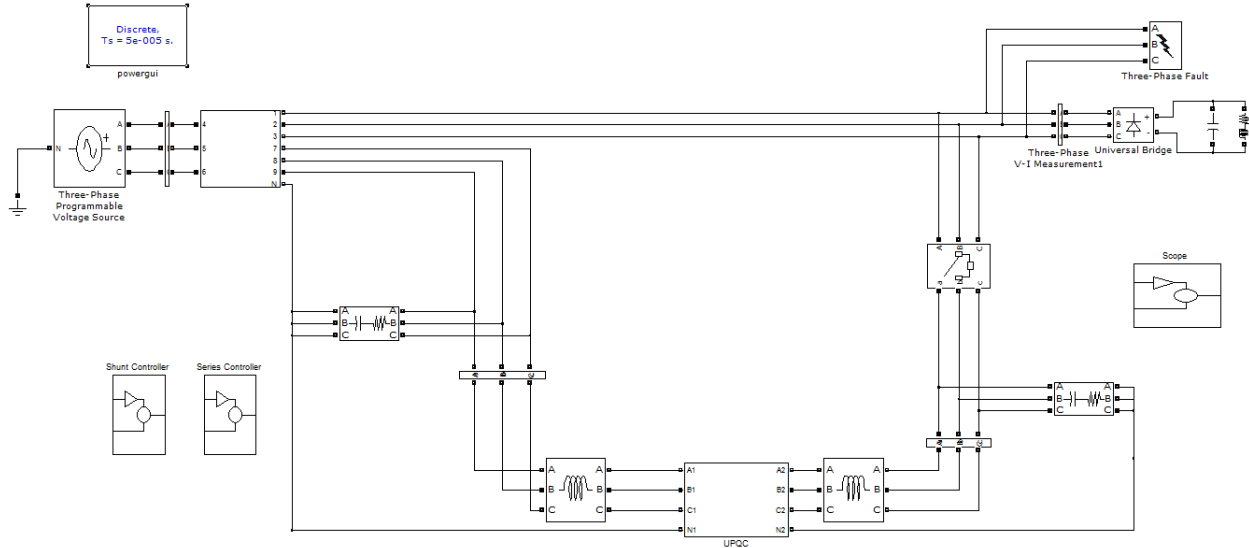 Discrete,
Ts = 5e-005 s.
powergui
A
B
C
Three-Phase Fault
N
+
A
B
C
Three-Phase
Programmable
Voltage Source
4
5
6
1
2
3
7
8
9
N
Three-Phase
V-I Measurement1
A
B
C
+
-
Universal Bridge
A
B
C
a
c
Scope
A
B
C
A
B
C
Shunt Controller
Series Controller
A
B
C
A
B
C
A
B
C
A
B
C
A1
B1
C1
N1
A2
B2
C2
N2
UPQC
A
B
C
A
B
C